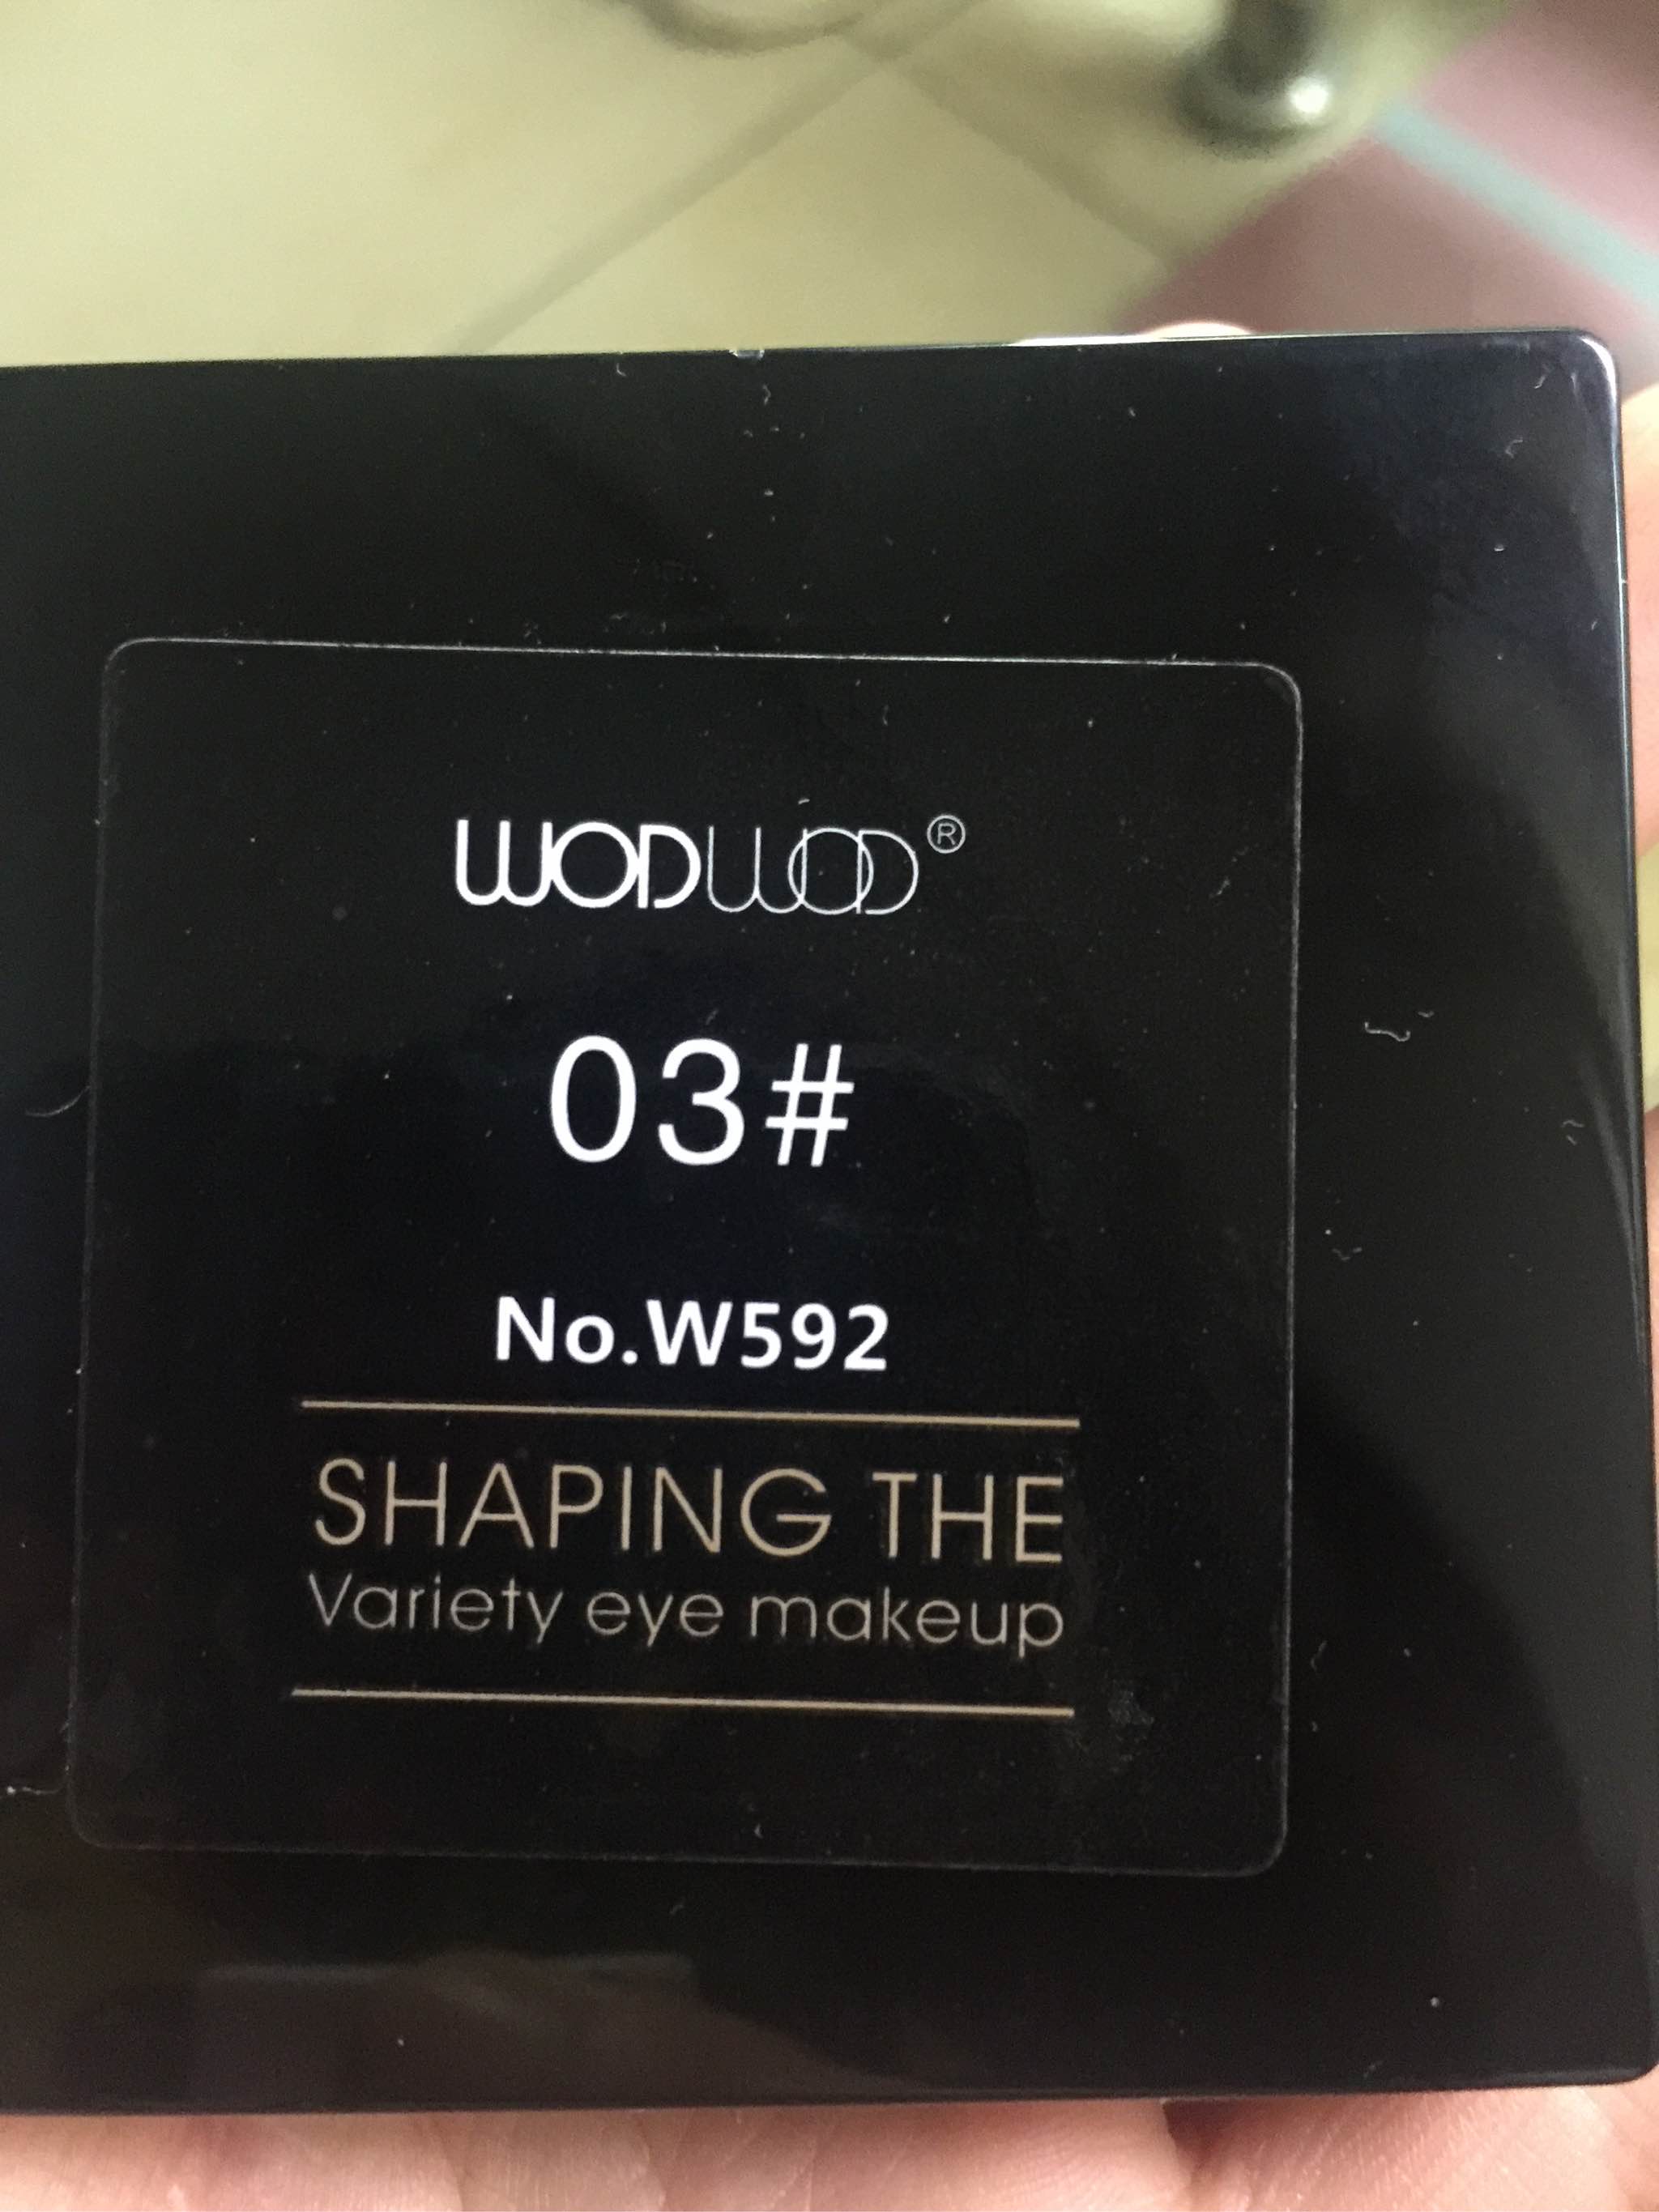 WODWOD®
03#
No.W592
SHAPING THE
Variety eye makeup